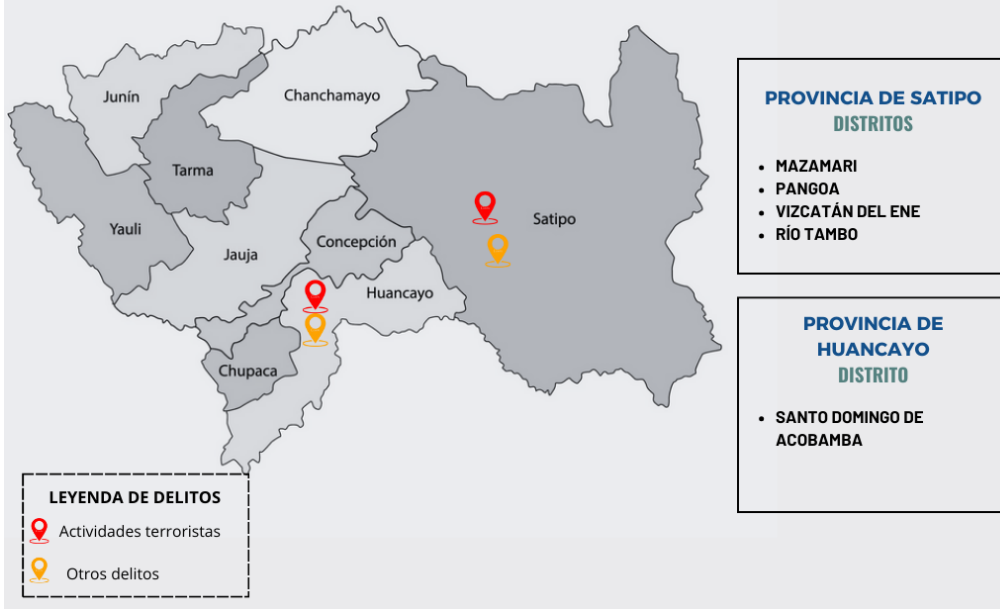 Junín
Chanchamayo
Tarma
Yauli
Jauja
Concepción
Satipo
Huancayo
Chupaca
LEYENDA DE DELITOS
Actividades terroristas
Otros delitos
PROVINCIA DE SATIPO
DISTRITOS
• MAZAMARI
• PANGOA
• VIZCATÁN DEL ENE
• RÍO TAMBO
PROVINCIA DE
HUANCAYO
DISTRITO
• SANTO DOMINGO DE
ACOBAMBA